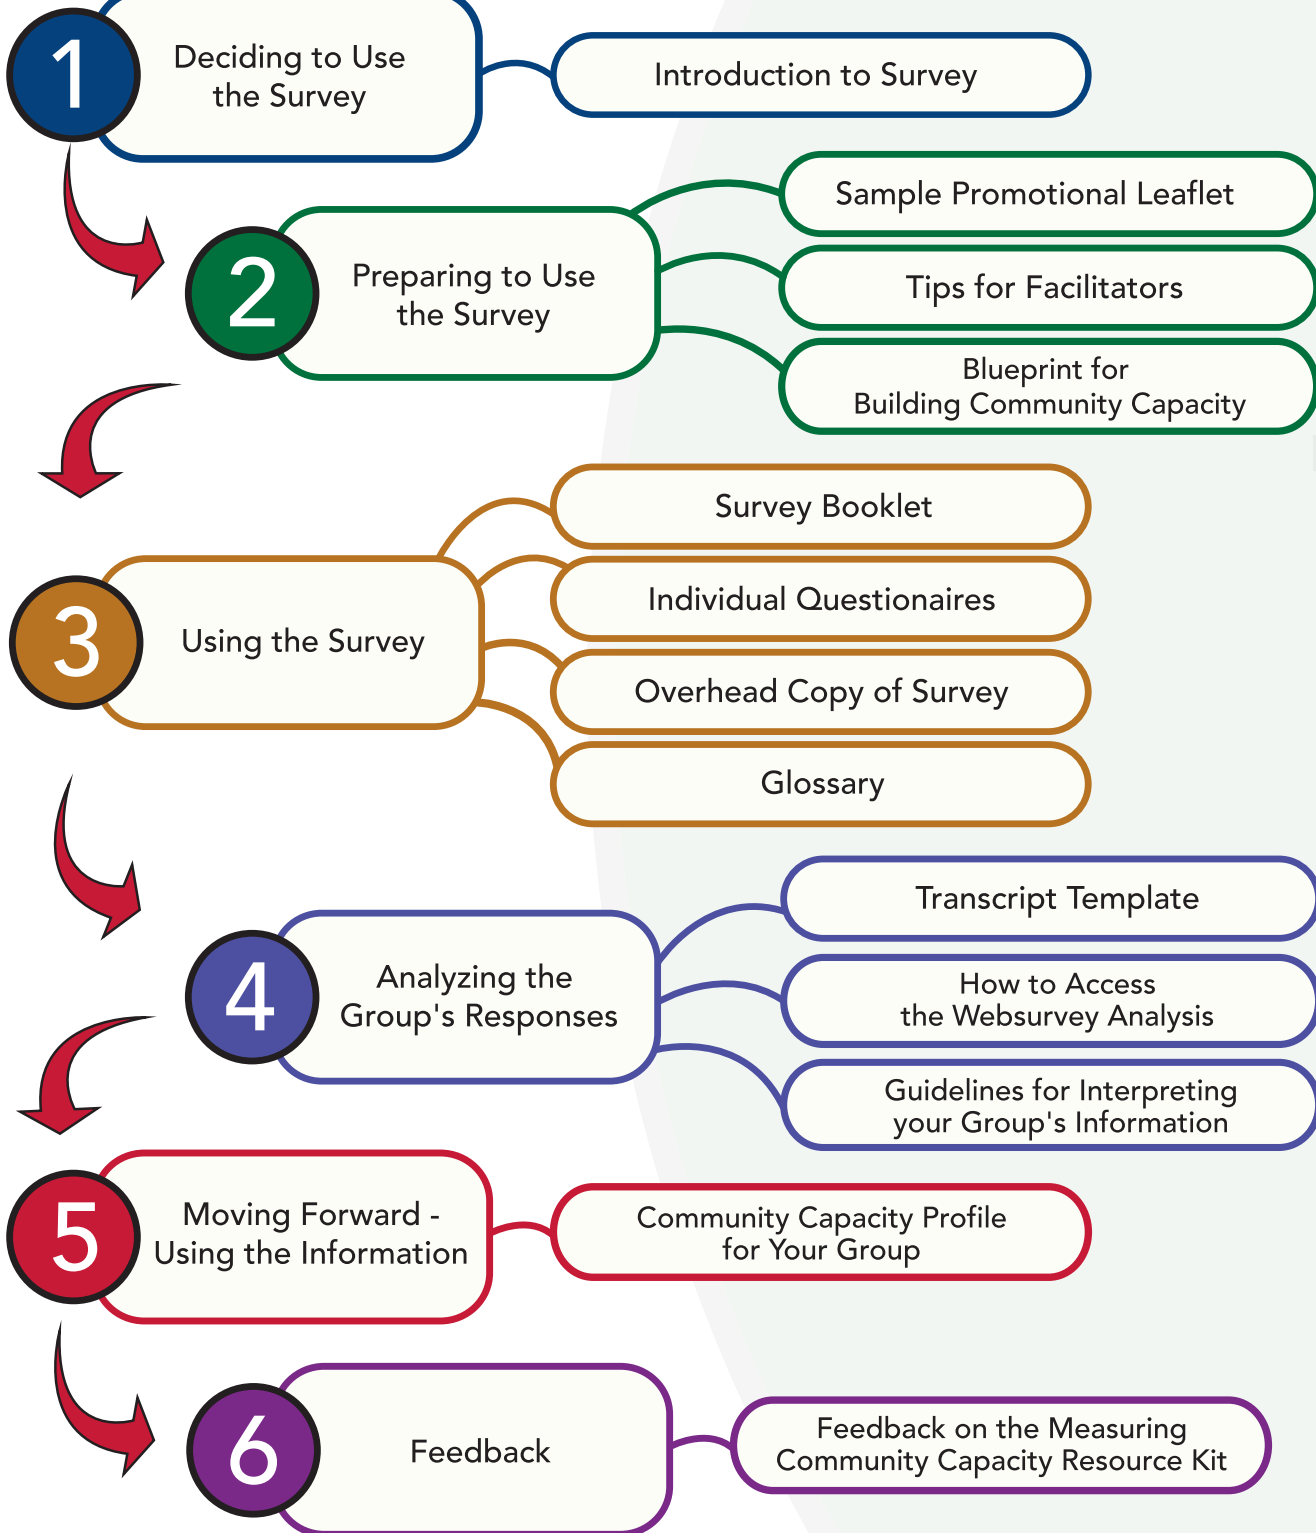 1
Deciding to Use
the Survey
Introduction to Survey
2
Preparing to Use
the Survey
Sample Promotional Leaflet
Tips for Facilitators
Blueprint for
Building Community Capacity
3
Using the Survey
Survey Booklet
Individual Questionaires
Overhead Copy of Survey
Glossary
4
Analyzing the
Group's Responses
Transcript Template
How to Access
the Websurvey Analysis
Guidelines for Interpreting
your Group's Information
5
Moving Forward -
Using the Information
Community Capacity Profile
for Your Group
6
Feedback
Feedback on the Measuring
Community Capacity Resource Kit